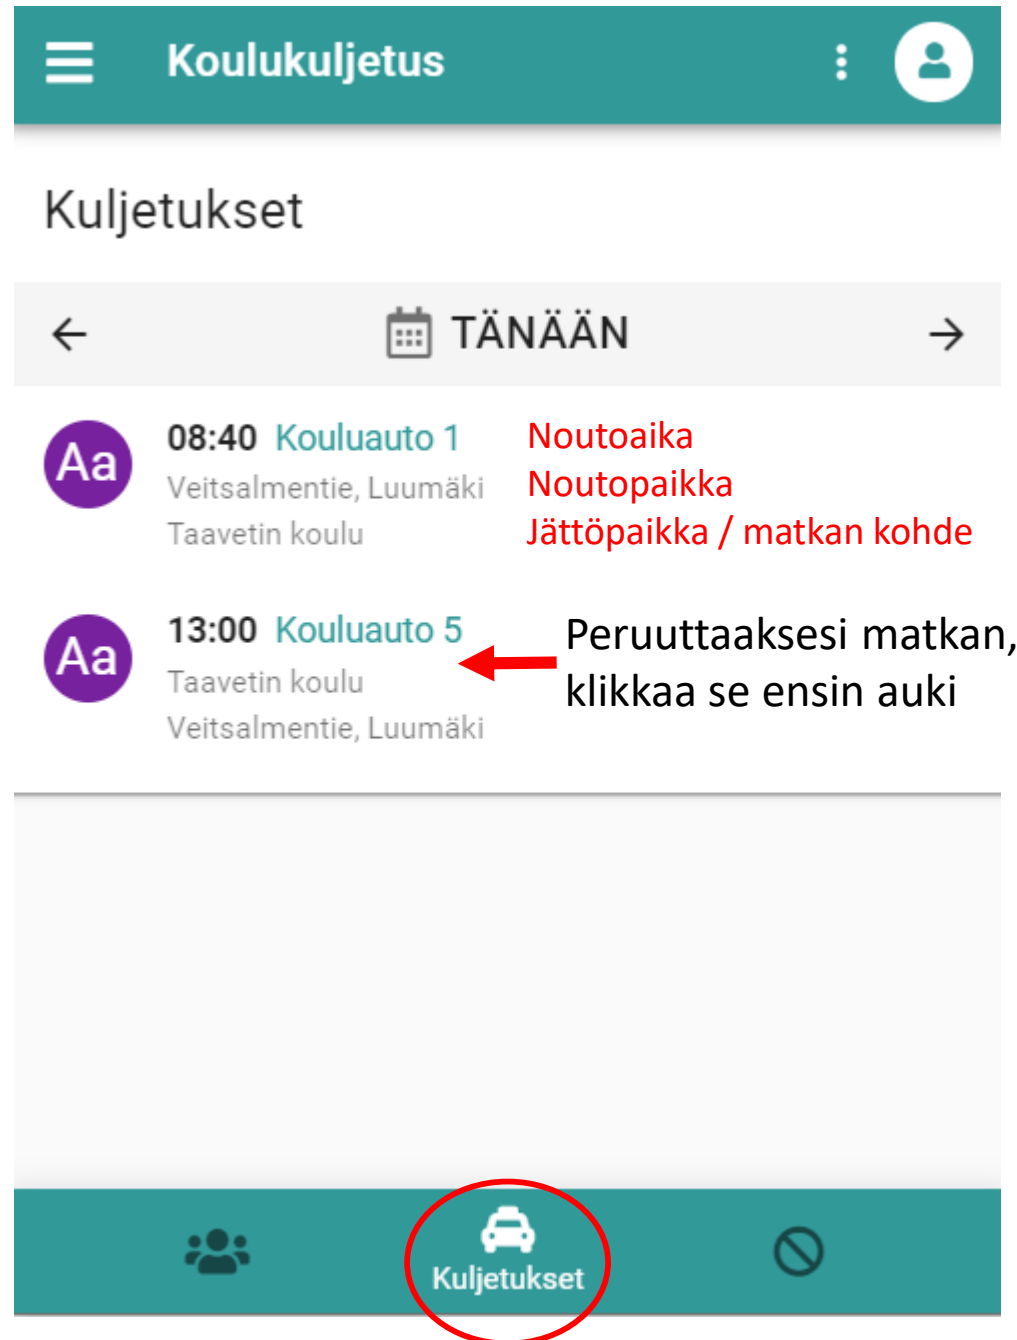 Koulukuljetus
Kuljetukset
TÄNÄÄN
Aa
08:40 Kouluauto 1
Veitsalmentie, Luumäki
Taavetin koulu
Noutoaika
Noutopaikka
Jättöpaikka / matkan kohde
Aa
13:00 Kouluauto 5
Taavetin koulu
Veitsalmentie, Luumäki
Peruuttaaksesi matkan,
klikkaa se ensin auki
Kuljetukset